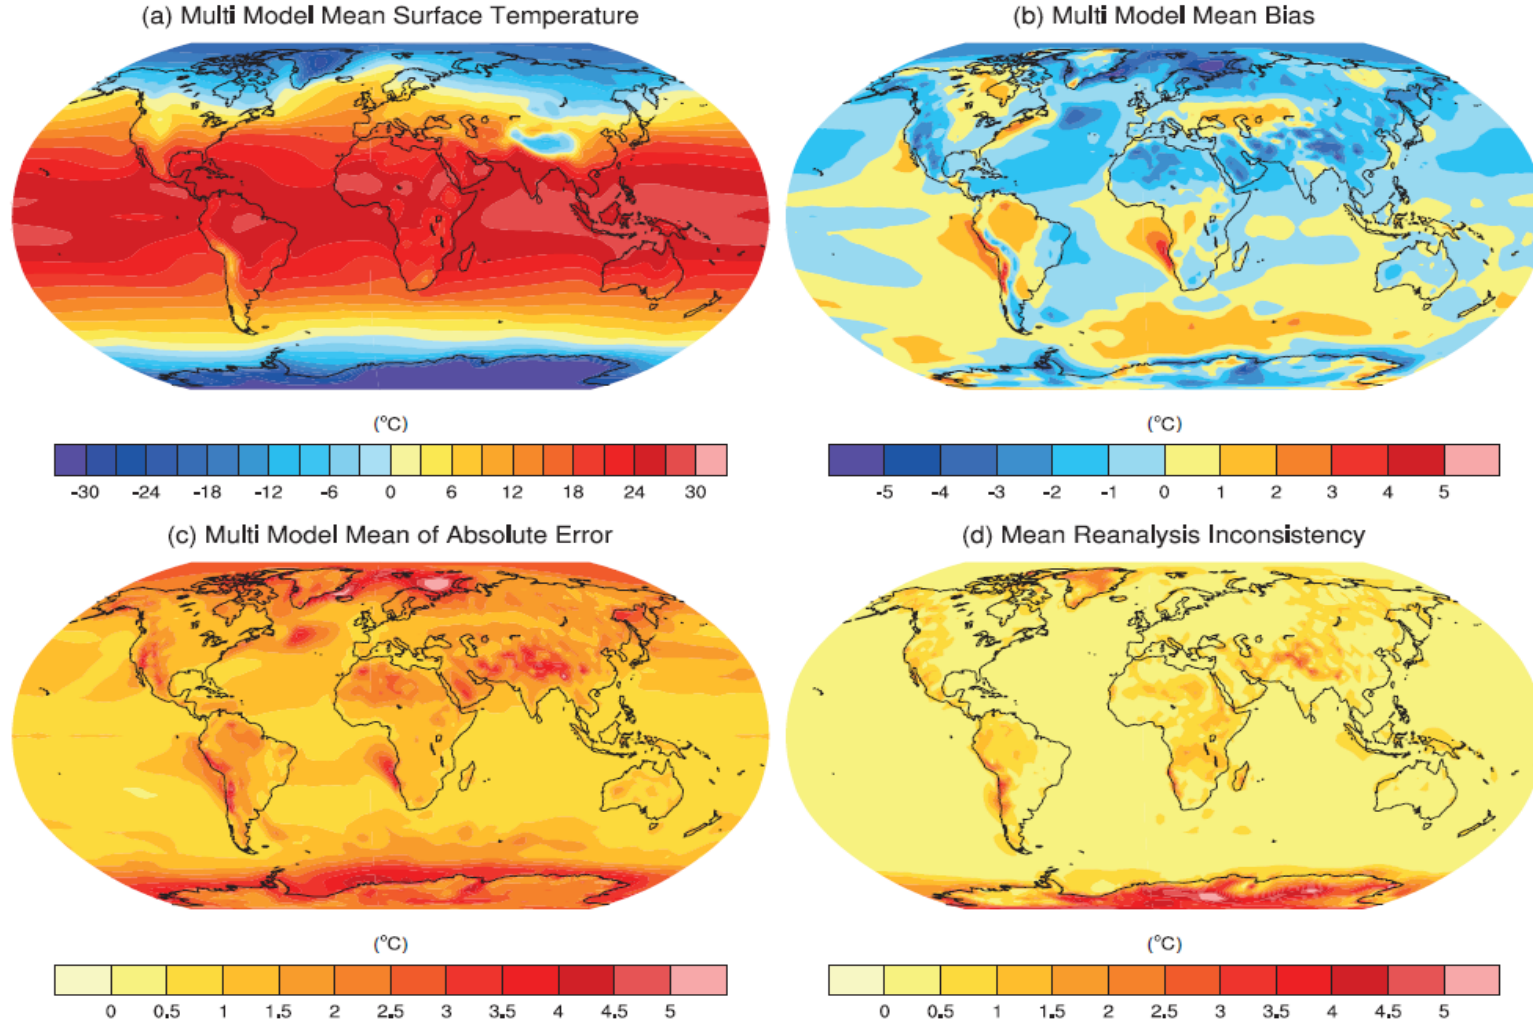 (a) Multi Model Mean Surface Temperature
(b) Multi Model Mean Bias
(°C)
(°C)
-30 -24 -18 -12 -6 0 6 12 18 24 30
-5 -4 -3 -2 -1 0 1 2 3 4 5
(c) Multi Model Mean of Absolute Error
(d) Mean Reanalysis Inconsistency
(°C)
(°C)
0 0.5 1 1.5 2 2.5 3 3.5 4 4.5 5
0 0.5 1 1.5 2 2.5 3 3.5 4 4.5 5